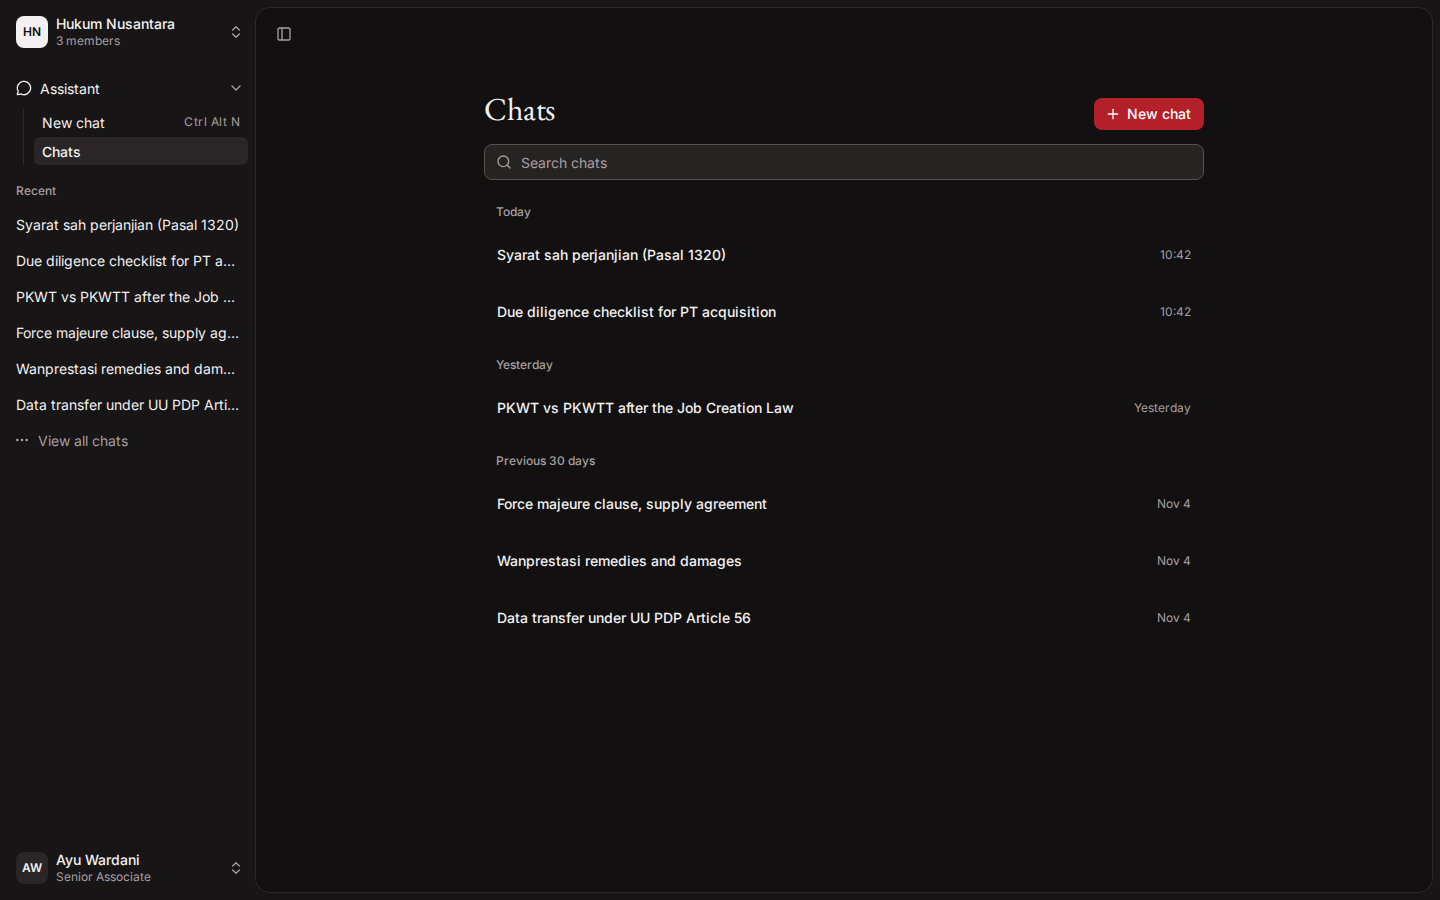 HN
Hukum Nusantara
3 members
Assistant
New chat Ctrl Alt N
Chats
Recent
Syarat sah perjanjian (Pasal 1320)
Due diligence checklist for PT a...
PKWT vs PKWTT after the Job ...
Force majeure clause, supply ag...
Wanprestasi remedies and dam...
Data transfer under UU PDP Arti...
View all chats
AW
Ayu Wardani
Senior Associate
Chats
New chat
Search chats
Today
Syarat sah perjanjian (Pasal 1320) 10:42
Due diligence checklist for PT acquisition 10:42
Yesterday
PKWT vs PKWTT after the Job Creation Law Yesterday
Previous 30 days
Force majeure clause, supply agreement Nov 4
Wanprestasi remedies and damages Nov 4
Data transfer under UU PDP Article 56 Nov 4